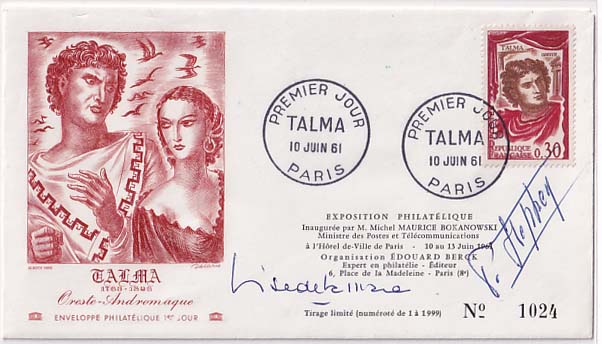 TALMA
ORESTE
RÉPUBLIQUE
FRANÇAISE
0.30
PREMIER JOUR
TALMA
10 JUIN 61
PARIS
PREMIER JOUR
TALMA
10 JUIN 61
PARIS
EXPOSITION PHILATÉLIQUE
Inaugurée par M. Michel MAURICE BOKANOWSKI
Ministre des Postes et Télécommunications
à l'Hôtel-de-Ville de Paris - 10 au 13 Juin 1961
Organisation ÉDOUARD BERCK
Expert en philatélie - Éditeur
6, Place de la Madeleine - Paris (8e)
Nº 1024
Tirage limité (numéroté de 1 à 1999)
TALMA
1763-1826
Oreste-Andromaque
ENVELOPPE PHILATÉLIQUE 1er JOUR